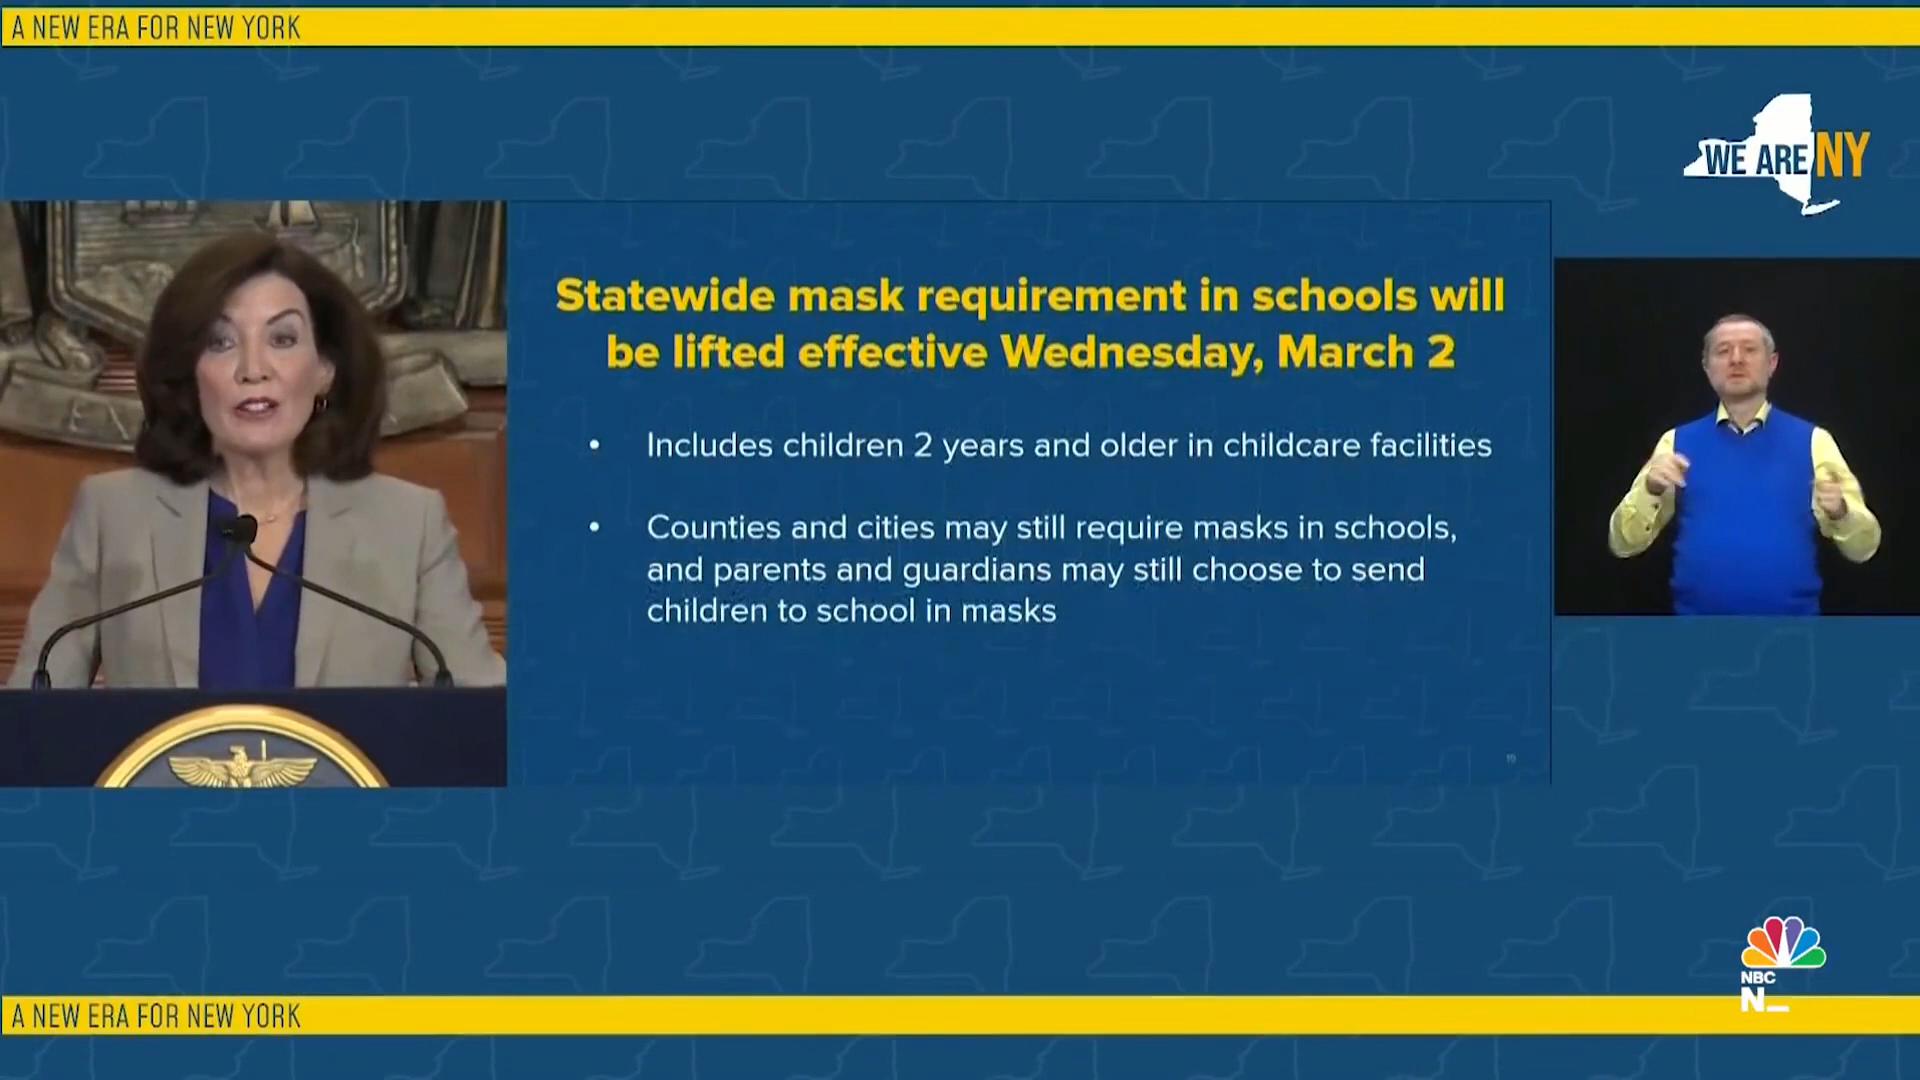 A NEW ERA FOR NEW YORK
WE ARE NY
Statewide mask requirement in schools will
be lifted effective Wednesday, March 2
• Includes children 2 years and older in childcare facilities
• Counties and cities may still require masks in schools,
and parents and guardians may still choose to send
children to school in masks
19
NBC
N_
A NEW ERA FOR NEW YORK